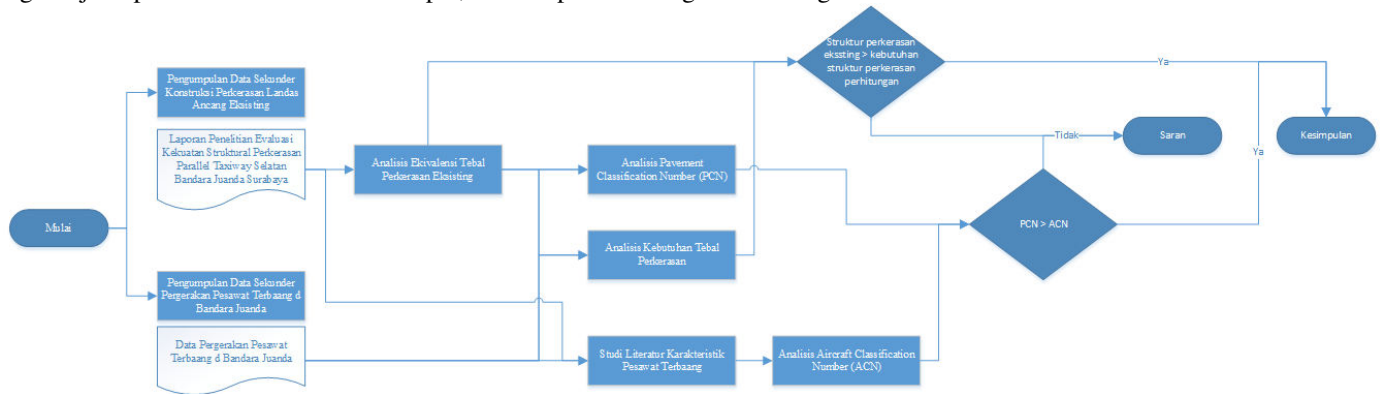 Mulai
Pengumpulan Data Sekunder
Konstruksi Perkerasan Landas
Ancang Eksisting
Laporan Penelitian Evaluasi
Kekuatan Struktural Perkerasan
Parallel Taxiway Selatan
Bandara Juanda Surabaya
Pengumpulan Data Sekunder
Pergerakan Pesawat Terbaang d
Bandara Juanda
Data Pergerakan Pesawat
Terbaang d Bandara Juanda
Analisis Ekivalensi Tebal
Perkerasan Eksisting
Analisis Pavement
Classification Number (PCN)
Analisis Kebutuhan Tebal
Perkerasan
Studi Literatur Karakteristik
Pesawat Terbaang
Analisis Aircraft Classification
Number (ACN)
Struktur perkerasan
ekssting > kebutuhan
struktur perkerasan
perhitungan
PCN > ACN
Ya
Tidak
Ya
Saran
Kesimpulan